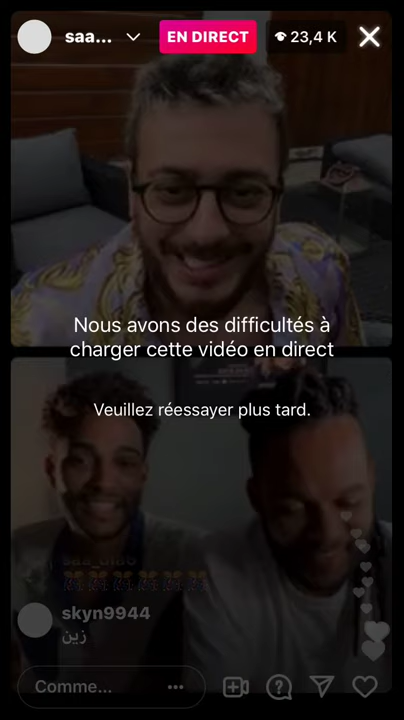 saa...
EN DIRECT
23,4 K
Nous avons des difficultés à
charger cette vidéo en direct
Veuillez réessayer plus tard.
skyn9944
زين
Comme...